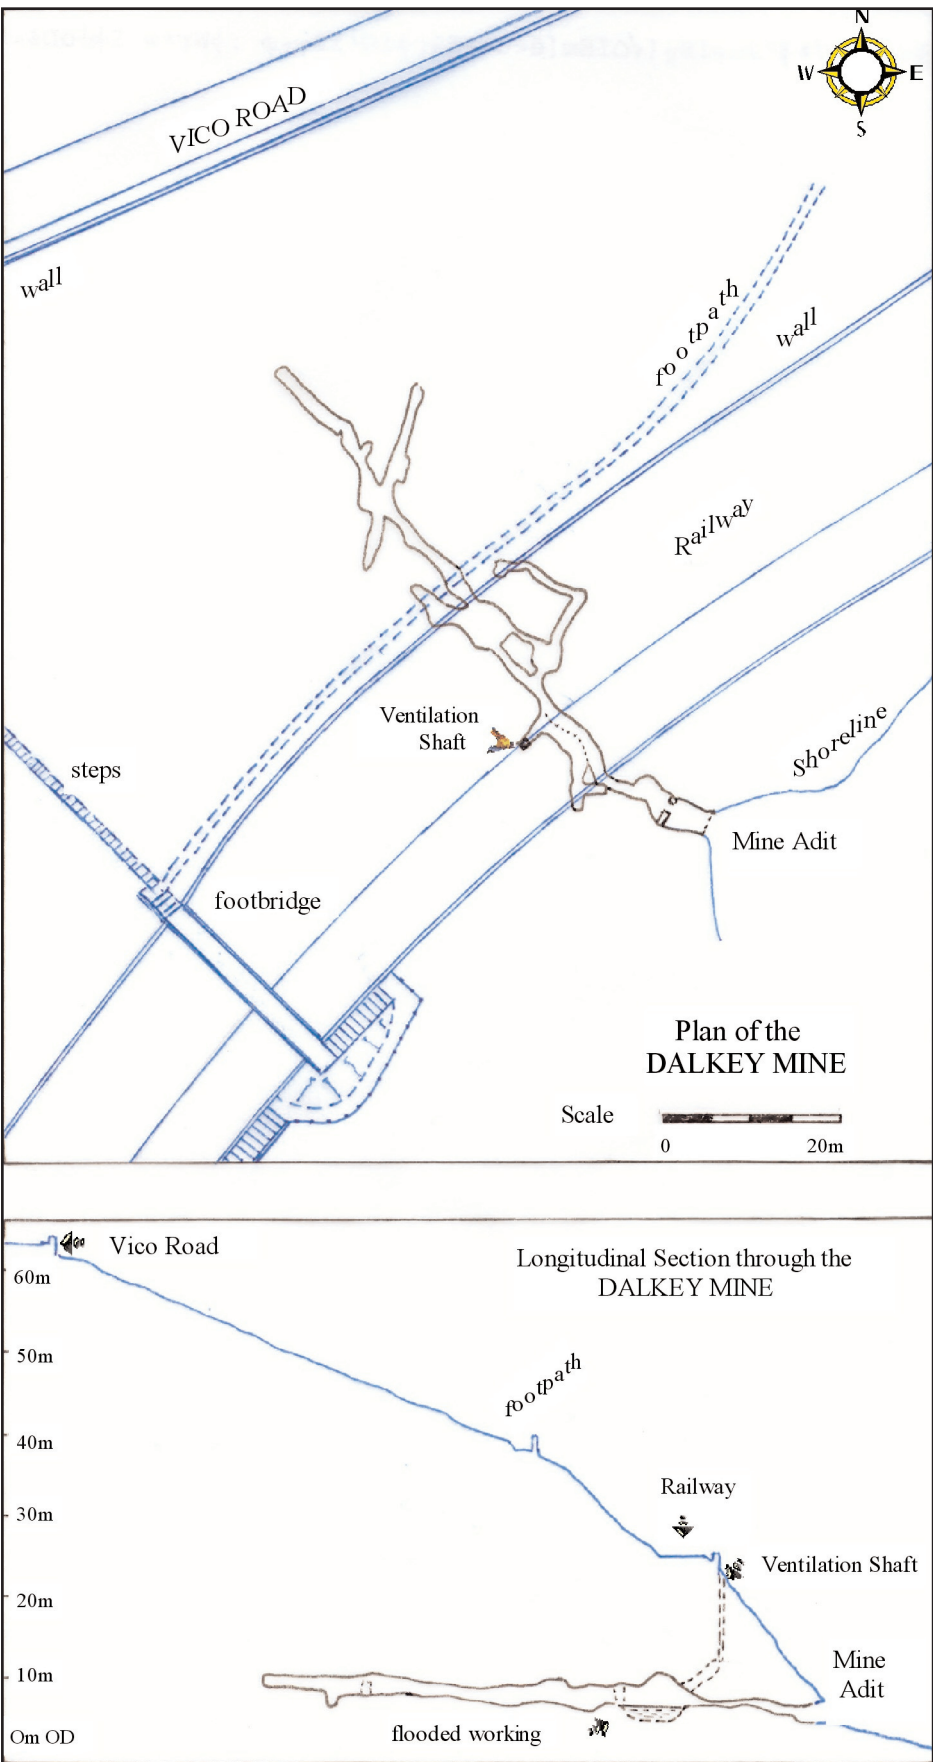 N
W E
S
VICO ROAD
wall
footpath
wall
Railway
Ventilation
Shaft
Shoreline
steps
Mine Adit
footbridge
Plan of the
DALKEY MINE
Scale
0 20m
Vico Road
Longitudinal Section through the
DALKEY MINE
60m
50m
footpath
40m
Railway
30m
Ventilation Shaft
20m
Mine
Adit
10m
flooded working
Om OD